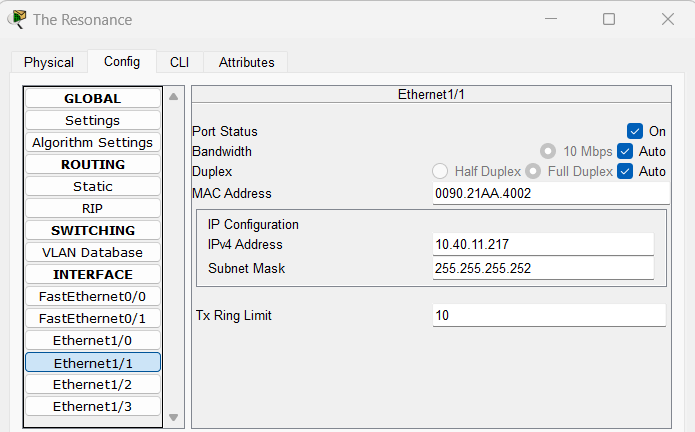 The Resonance
Physical Config CLI Attributes
GLOBAL
Settings
Algorithm Settings
ROUTING
Static
RIP
SWITCHING
VLAN Database
INTERFACE
FastEthernet0/0
FastEthernet0/1
Ethernet1/0
Ethernet1/1
Ethernet1/2
Ethernet1/3
Ethernet1/1
Port Status On
Bandwidth 10 Mbps Auto
Duplex Half Duplex Full Duplex Auto
MAC Address 0090.21AA.4002
IP Configuration
IPv4 Address 10.40.11.217
Subnet Mask 255.255.255.252
Tx Ring Limit 10